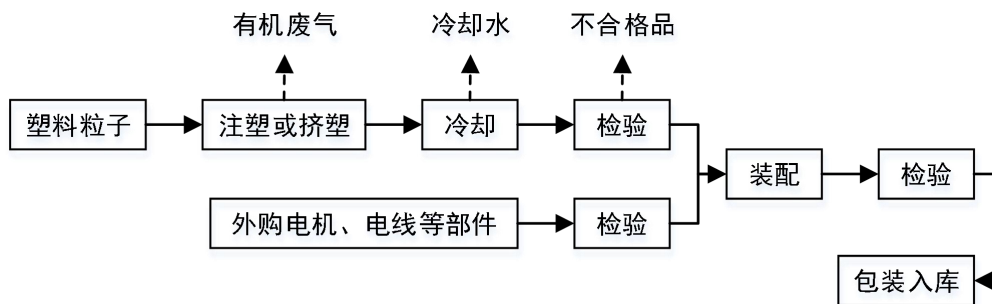 有机废气
冷却水
不合格品
塑料粒子
注塑或挤塑
冷却
检验
装配
检验
外购电机、电线等部件
检验
包装入库